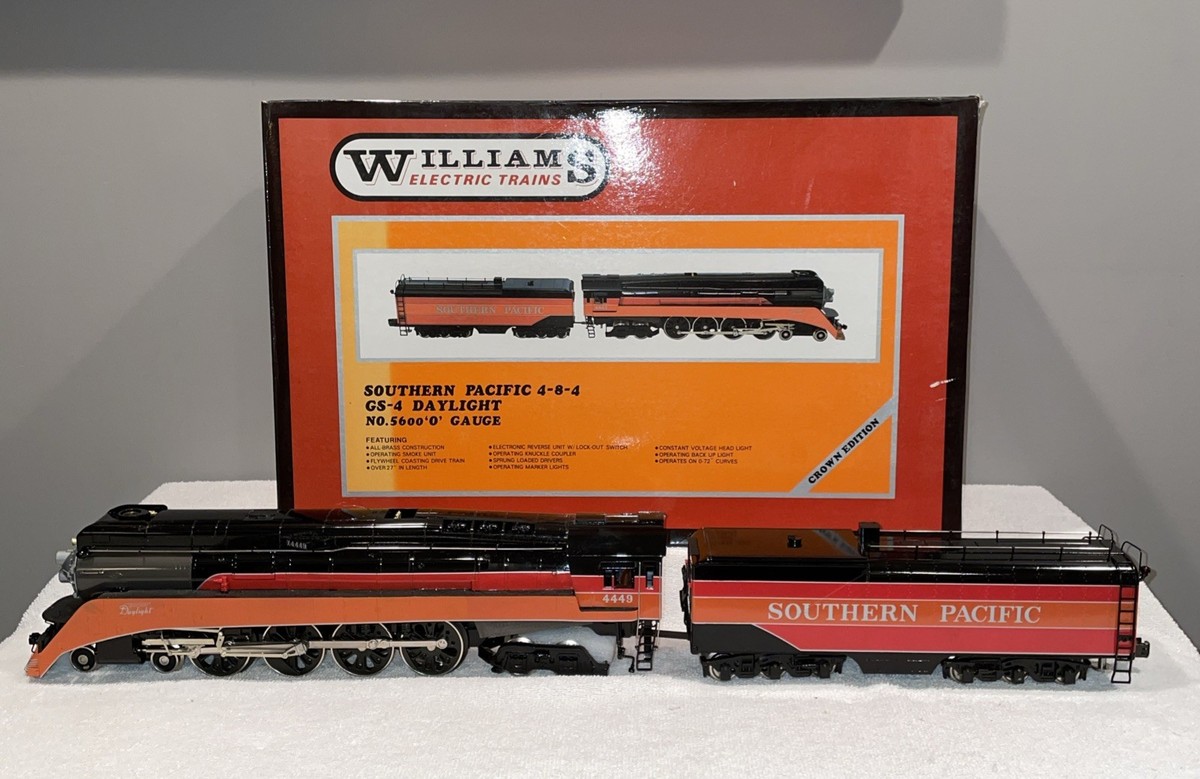 WILLIAMS
ELECTRIC TRAINS
SOUTHERN PACIFIC
SOUTHERN PACIFIC 4-8-4
GS-4 DAYLIGHT
NO.5600 'O' GAUGE
FEATURING
• ALL-BRASS CONSTRUCTION
• OPERATING SMOKE UNIT
• FLYWHEEL COASTING DRIVE TRAIN
• OVER 27" IN LENGTH
• ELECTRONIC REVERSE UNIT W/ LOCK-OUT SWITCH
• OPERATING KNUCKLE COUPLER
• SPRUNG LOADED DRIVERS
• OPERATING MARKER LIGHTS
• CONSTANT VOLTAGE HEAD LIGHT
• OPERATING BACK UP LIGHT
• OPERATES ON 0-72" CURVES
CROWN EDITION
4449
Daylight
4449
SOUTHERN PACIFIC